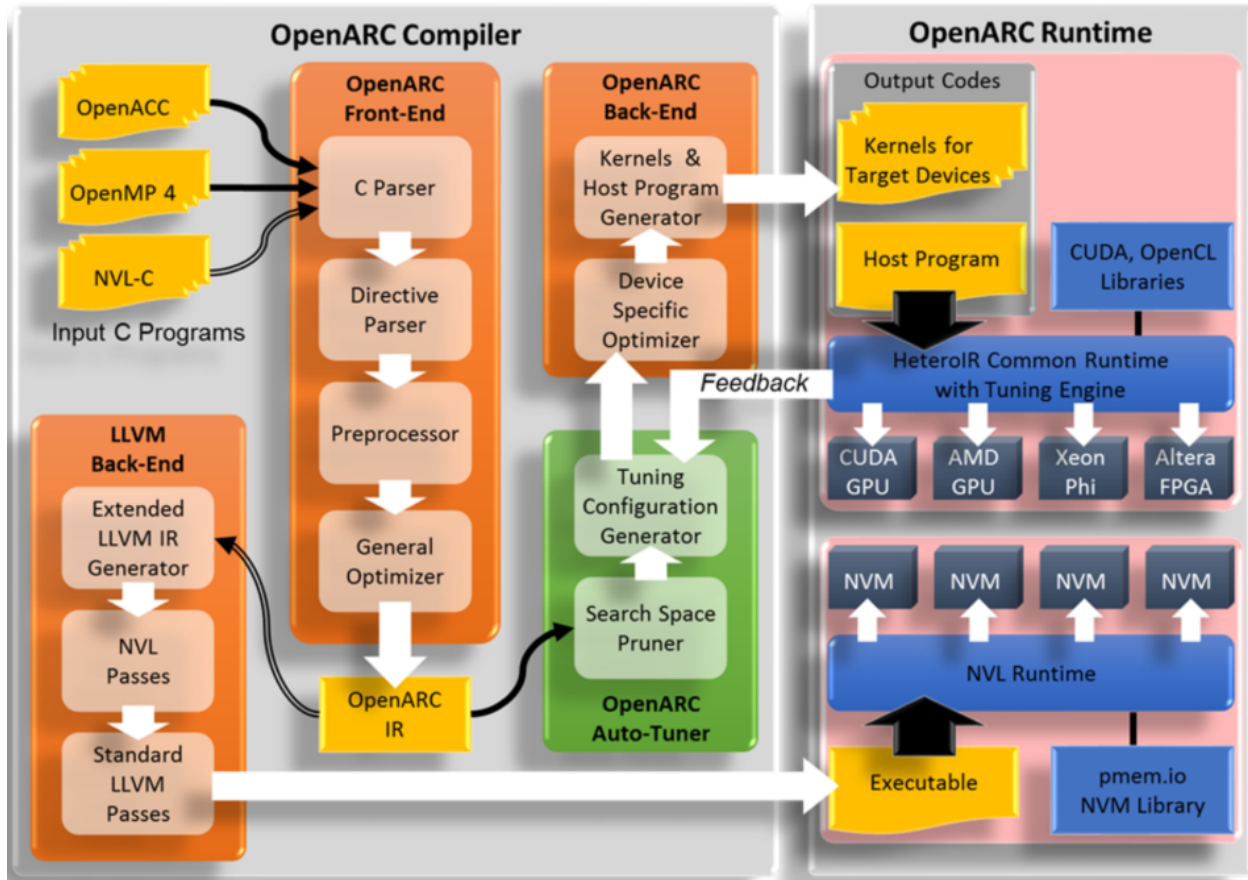 OpenARC Compiler
OpenACC
OpenMP 4
NVL-C
Input C Programs
OpenARC
Front-End
C Parser
Directive
Parser
Preprocessor
General
Optimizer
OpenARC
IR
LLVM
Back-End
Extended
LLVM IR
Generator
NVL
Passes
Standard
LLVM
Passes
OpenARC
Back-End
Kernels &
Host Program
Generator
Device
Specific
Optimizer
Feedback
Tuning
Configuration
Generator
Search Space
Pruner
OpenARC
Auto-Tuner
OpenARC Runtime
Output Codes
Kernels for
Target Devices
Host Program
CUDA, OpenCL
Libraries
HeteroIR Common Runtime
with Tuning Engine
CUDA
GPU
AMD
GPU
Xeon
Phi
Altera
FPGA
NVM
NVM
NVM
NVM
NVL Runtime
Executable
pmem.io
NVM Library